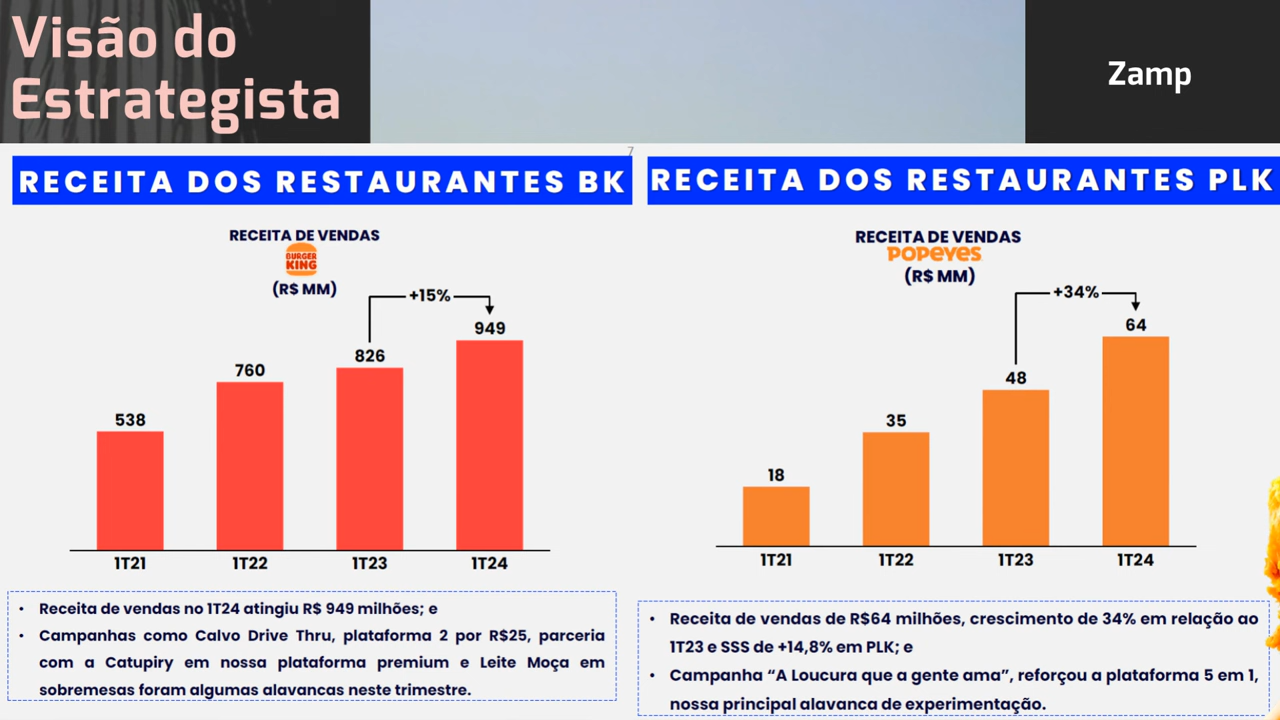 Visão do
Estrategista
Zamp
7
RECEITA DOS RESTAURANTES BK
RECEITA DE VENDAS
BURGER
KING
(R$ MM)
+15%
538
760
826
949
1T21
1T22
1T23
1T24
• Receita de vendas no 1T24 atingiu R$ 949 milhões; e
• Campanhas como Calvo Drive Thru, plataforma 2 por R$25, parceria
com a Catupiry em nossa plataforma premium e Leite Moça em
sobremesas foram algumas alavancas neste trimestre.
RECEITA DOS RESTAURANTES PLK
RECEITA DE VENDAS
POPEYES
(R$ MM)
+34%
18
35
48
64
1T21
1T22
1T23
1T24
• Receita de vendas de R$64 milhões, crescimento de 34% em relação ao
1T23 e SSS de +14,8% em PLK; e
• Campanha “A Loucura que a gente ama”, reforçou a plataforma 5 em 1,
nossa principal alavanca de experimentação.